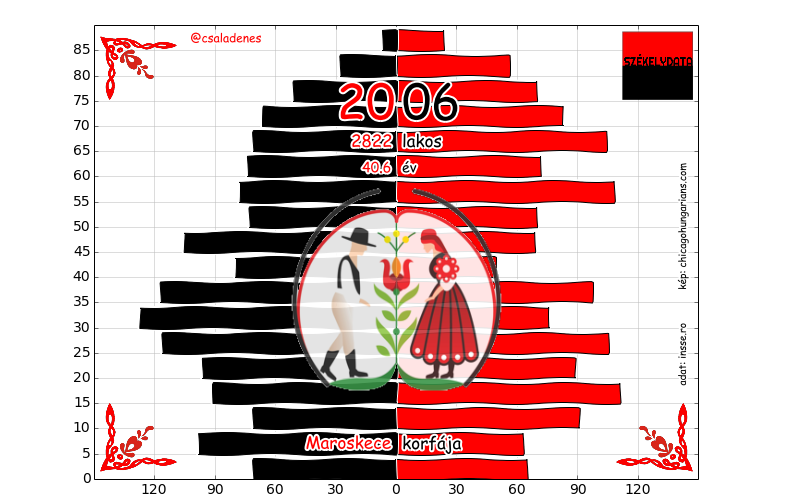 @csaladenes
SZÉKELYDATA
2006
2822 lakos
40.6 év
kép: chicagohungarians.com
adat: insse.ro
Maroskece korfája
85
80
75
70
65
60
55
50
45
40
35
30
25
20
15
10
5
0
120 90 60 30 0 30 60 90 120